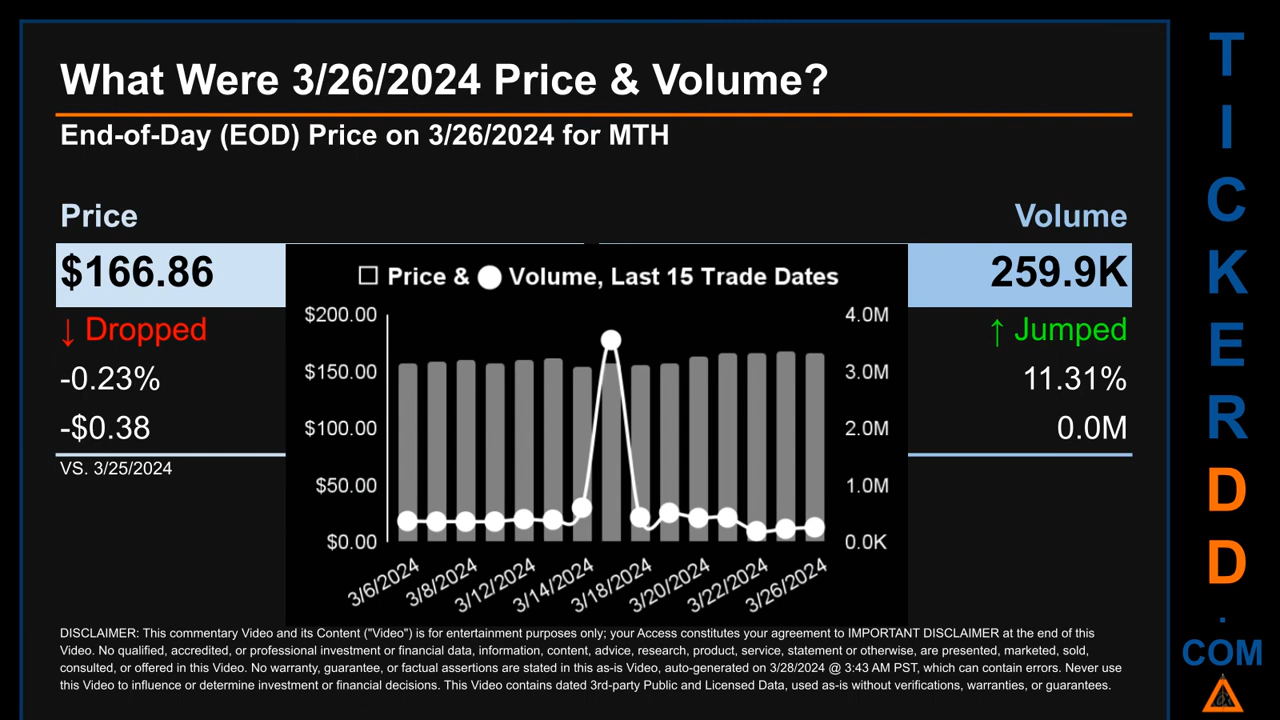 What Were 3/26/2024 Price & Volume?
End-of-Day (EOD) Price on 3/26/2024 for MTH
Price
Volume
$166.86
259.9K
↓ Dropped
↑ Jumped
-0.23%
11.31%
-$0.38
0.0M
VS. 3/25/2024
Price & Volume, Last 15 Trade Dates
$200.00
$150.00
$100.00
$50.00
$0.00
4.0M
3.0M
2.0M
1.0M
0.0K
3/6/2024
3/8/2024
3/12/2024
3/14/2024
3/18/2024
3/20/2024
3/22/2024
3/26/2024
DISCLAIMER: This commentary Video and its Content ("Video") is for entertainment purposes only; your Access constitutes your agreement to IMPORTANT DISCLAIMER at the end of this
Video. No qualified, accredited, or professional investment or financial data, information, content, advice, research, product, service, statement or otherwise, are presented, marketed, sold,
consulted, or offered in this Video. No warranty, guarantee, or factual assertions are stated in this as-is Video, auto-generated on 3/28/2024 @ 3:43 AM PST, which can contain errors. Never use
this Video to influence or determine investment or financial decisions. This Video contains dated 3rd-party Public and Licensed Data, used as-is without verifications, warranties, or guarantees.
T
I
C
K
E
R
D
D
.
COM